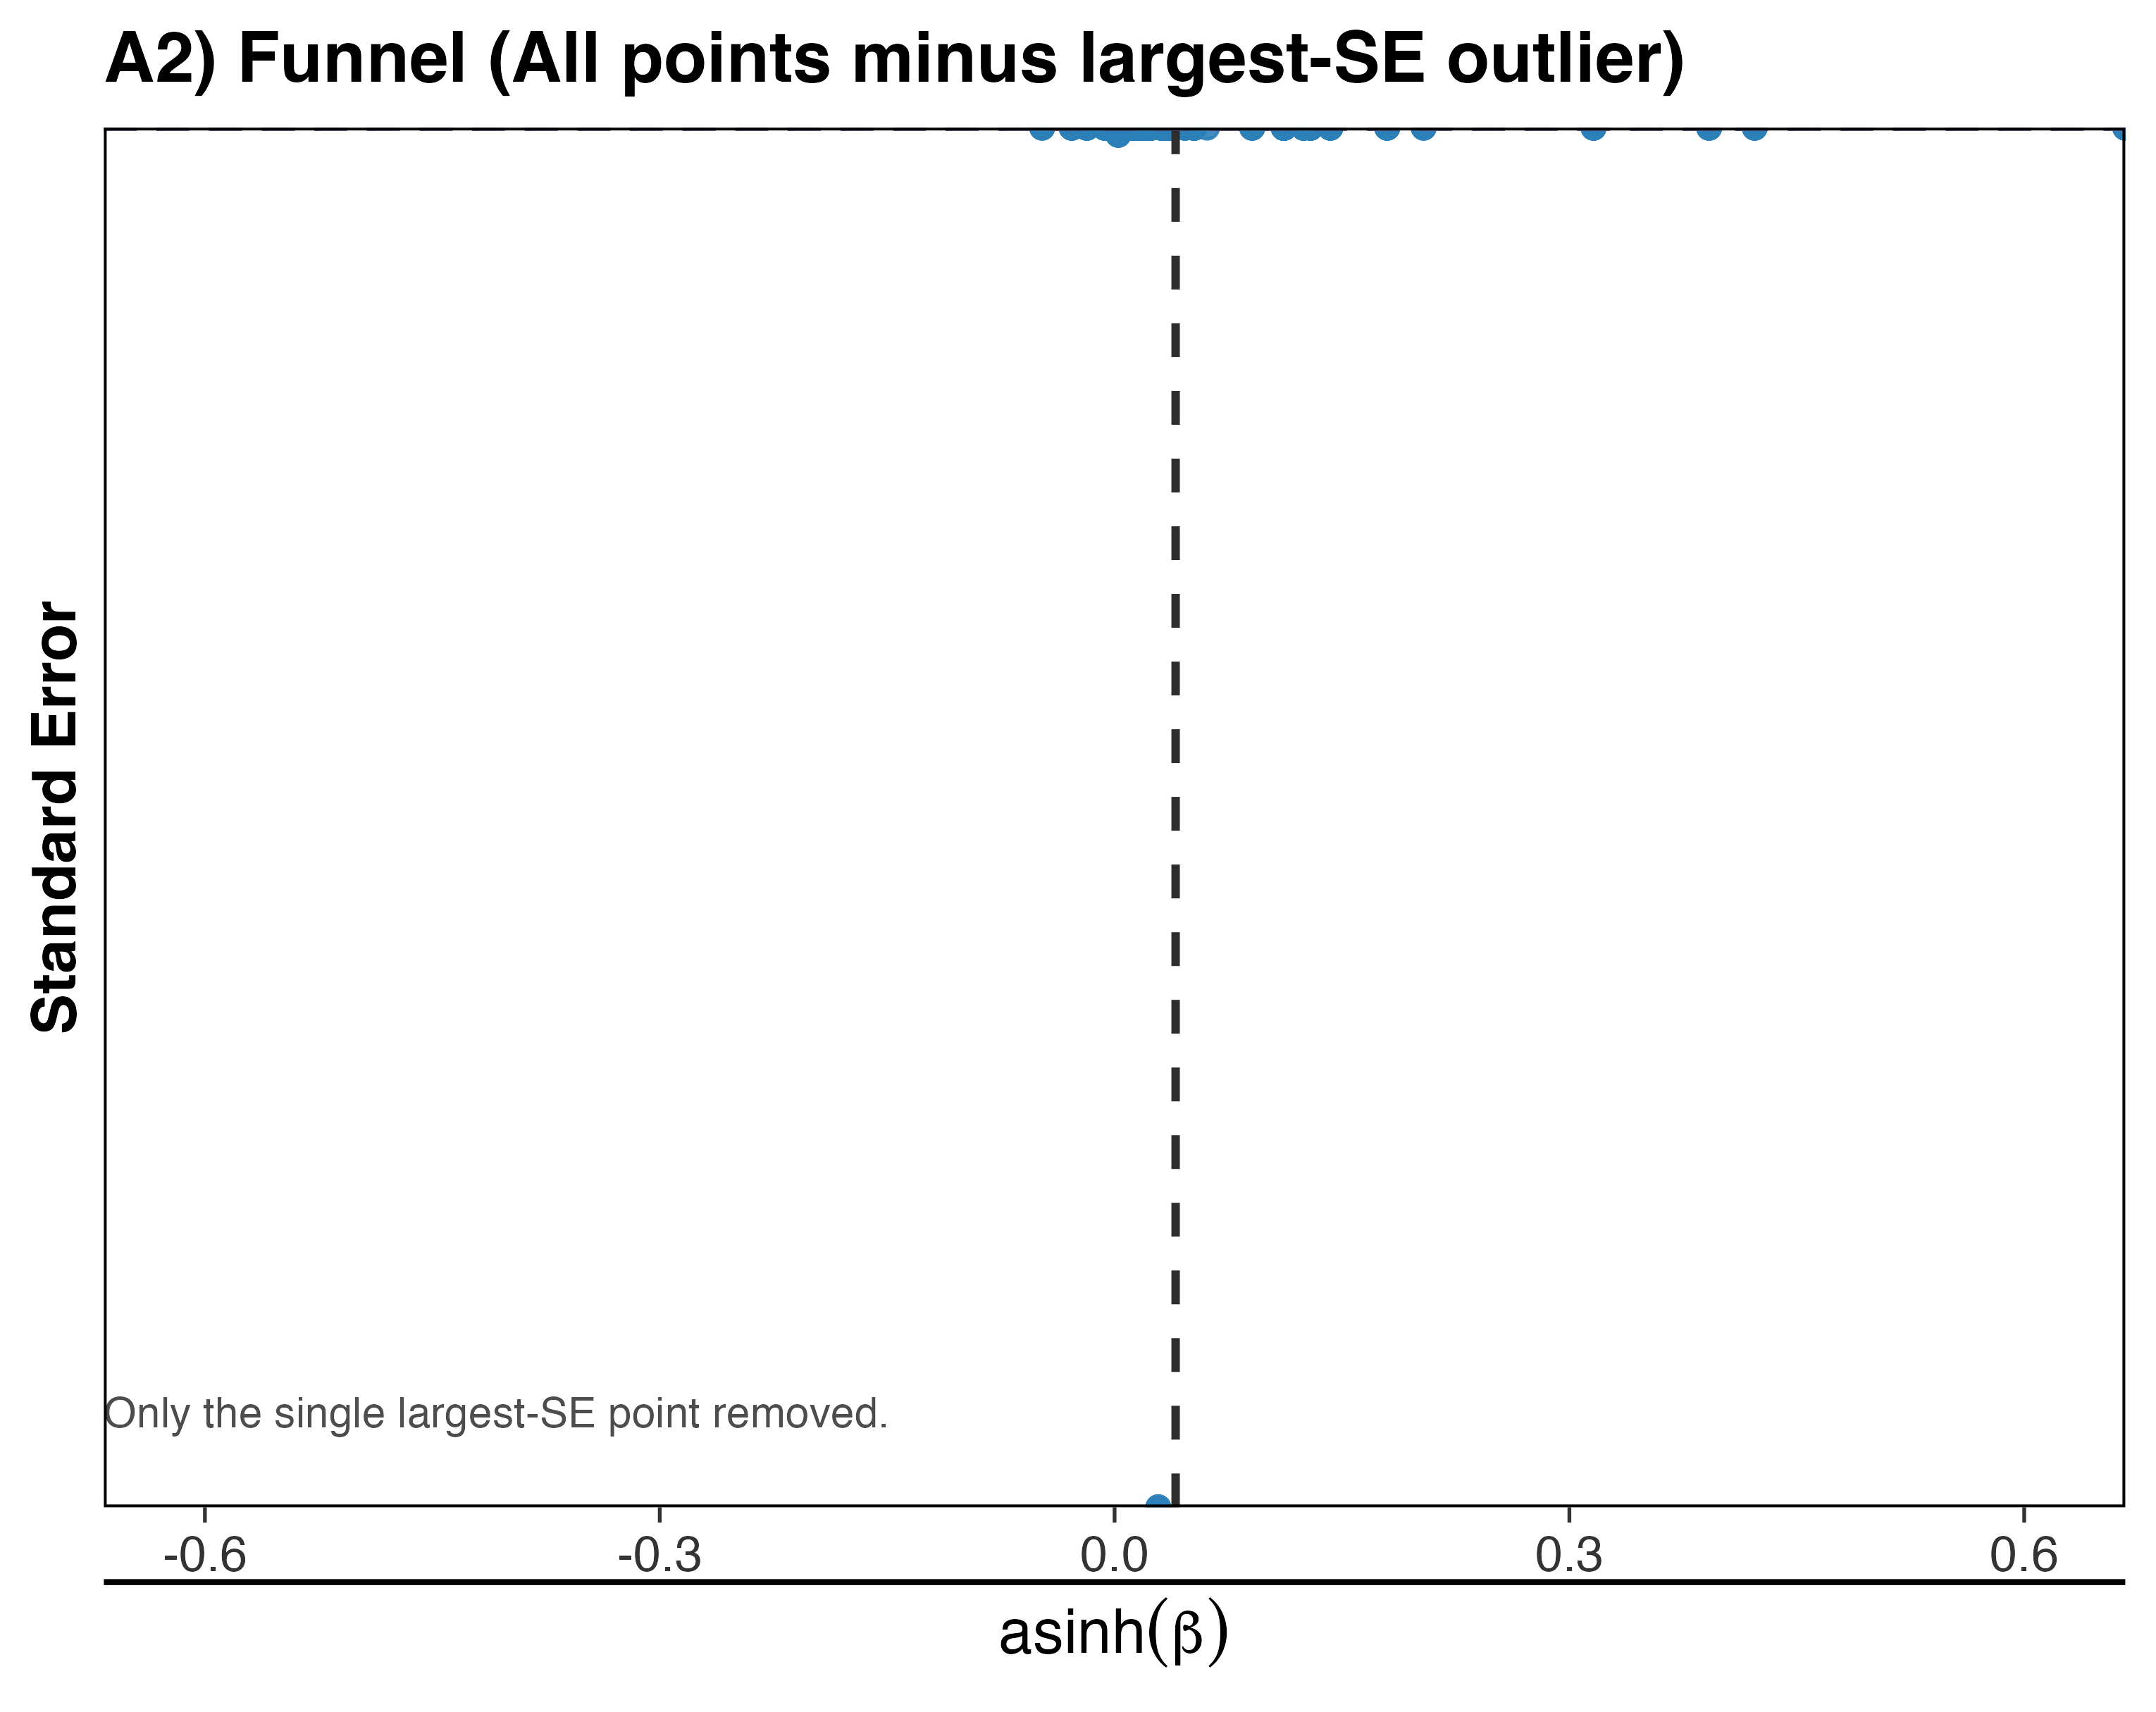 A2) Funnel (All points minus largest-SE outlier)
Standard Error
Only the single largest-SE point removed.
-0.6 -0.3 0.0 0.3 0.6
asinh(β)